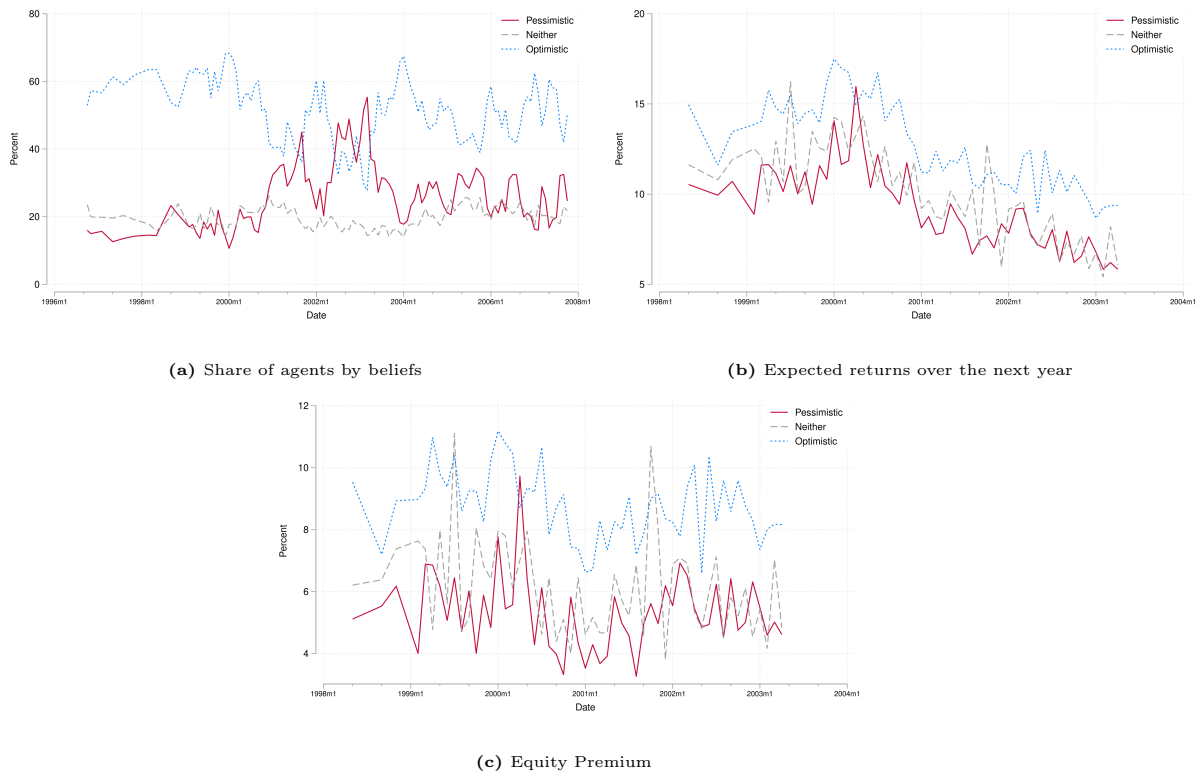 80
60
40
20
0
Percent
1996m1 1998m1 2000m1 2002m1 2004m1 2006m1 2008m1
Date
Pessimistic
Neither
Optimistic
(a) Share of agents by beliefs
20
15
10
5
Percent
1998m1 1999m1 2000m1 2001m1 2002m1 2003m1 2004m1
Date
Pessimistic
Neither
Optimistic
(b) Expected returns over the next year
12
10
8
6
4
Percent
1998m1 1999m1 2000m1 2001m1 2002m1 2003m1 2004m1
Date
Pessimistic
Neither
Optimistic
(c) Equity Premium